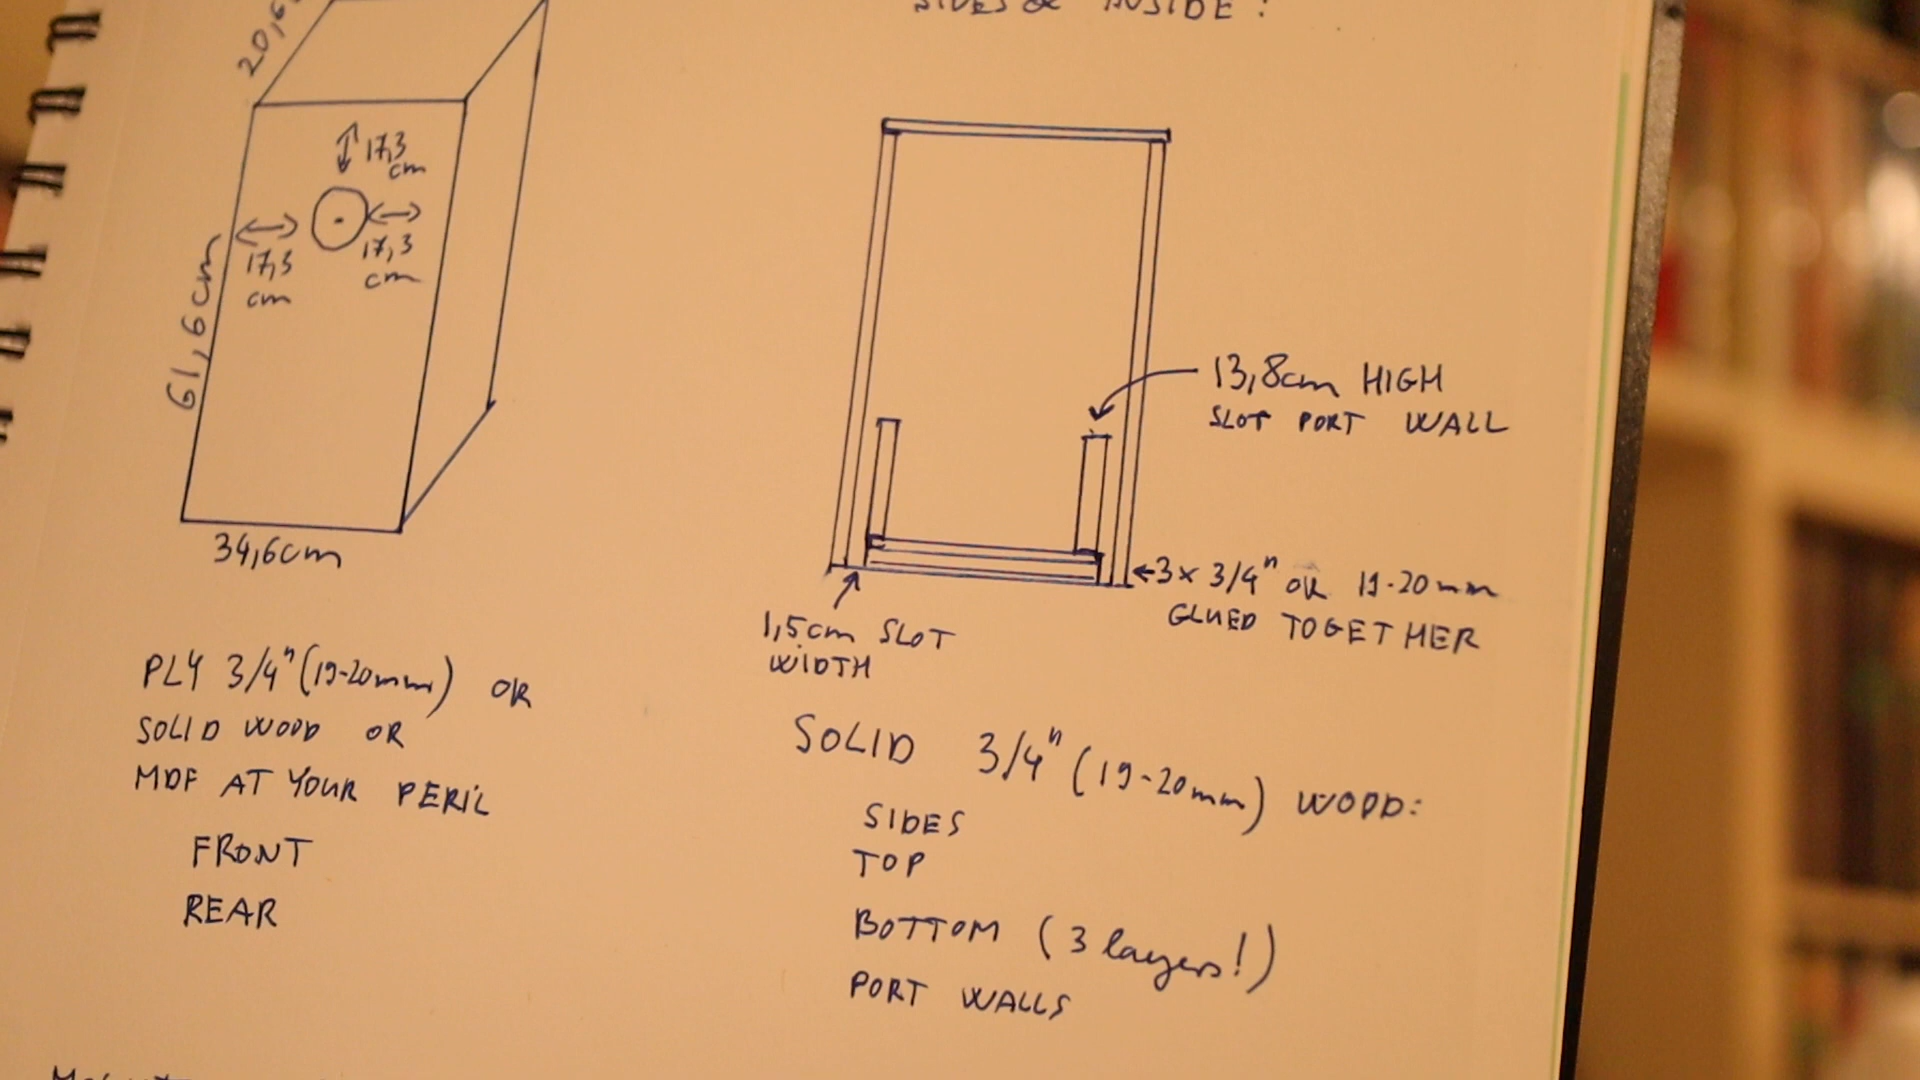 SIDES & INSIDE:
17,3
cm
17,3
cm
17,3
cm
61,6cm
34,6cm
PLY 3/4" (19-20mm) OR
SOLID WOOD OR
MDF AT YOUR PERIL
FRONT
REAR
13,8cm HIGH
SLOT PORT WALL
←3x 3/4" OR 19-20mm
GLUED TOGETHER
1,5cm SLOT
WIDTH
SOLID 3/4" (19-20mm) WOOD:
SIDES
TOP
BOTTOM (3 layers!)
PORT WALLS